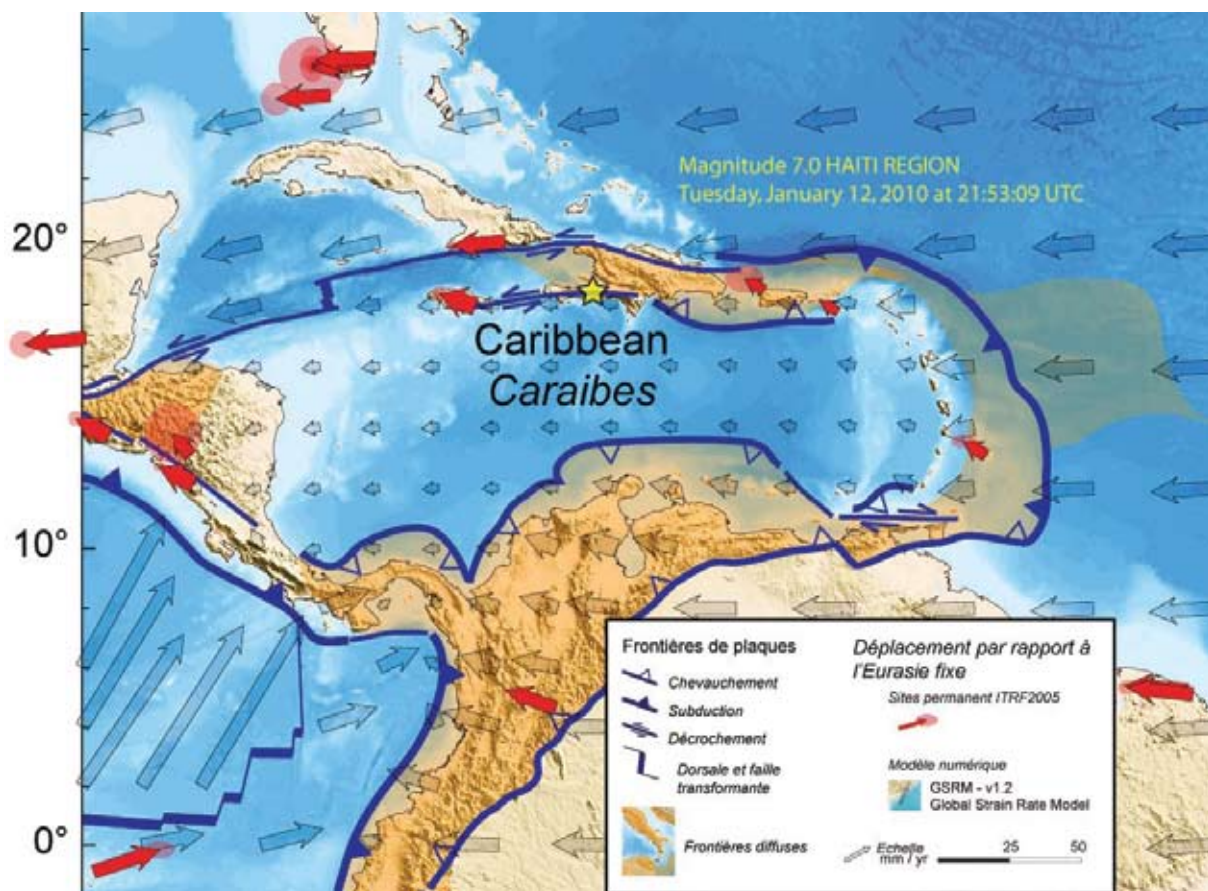 Magnitude 7.0 HAITI REGION
Tuesday, January 12, 2010 at 21:53:09 UTC
20°
Caribbean
Caraibes
10°
0°
Frontières de plaques
Chevauchement
Subduction
Décrochement
Dorsale et faille
transformante
Frontières diffuses
Déplacement par rapport à
l'Eurasie fixe
Sites permanent ITRF2005
Modèle numérique
GSRM - v1.2
Global Strain Rate Model
Echelle
mm / yr
25
50